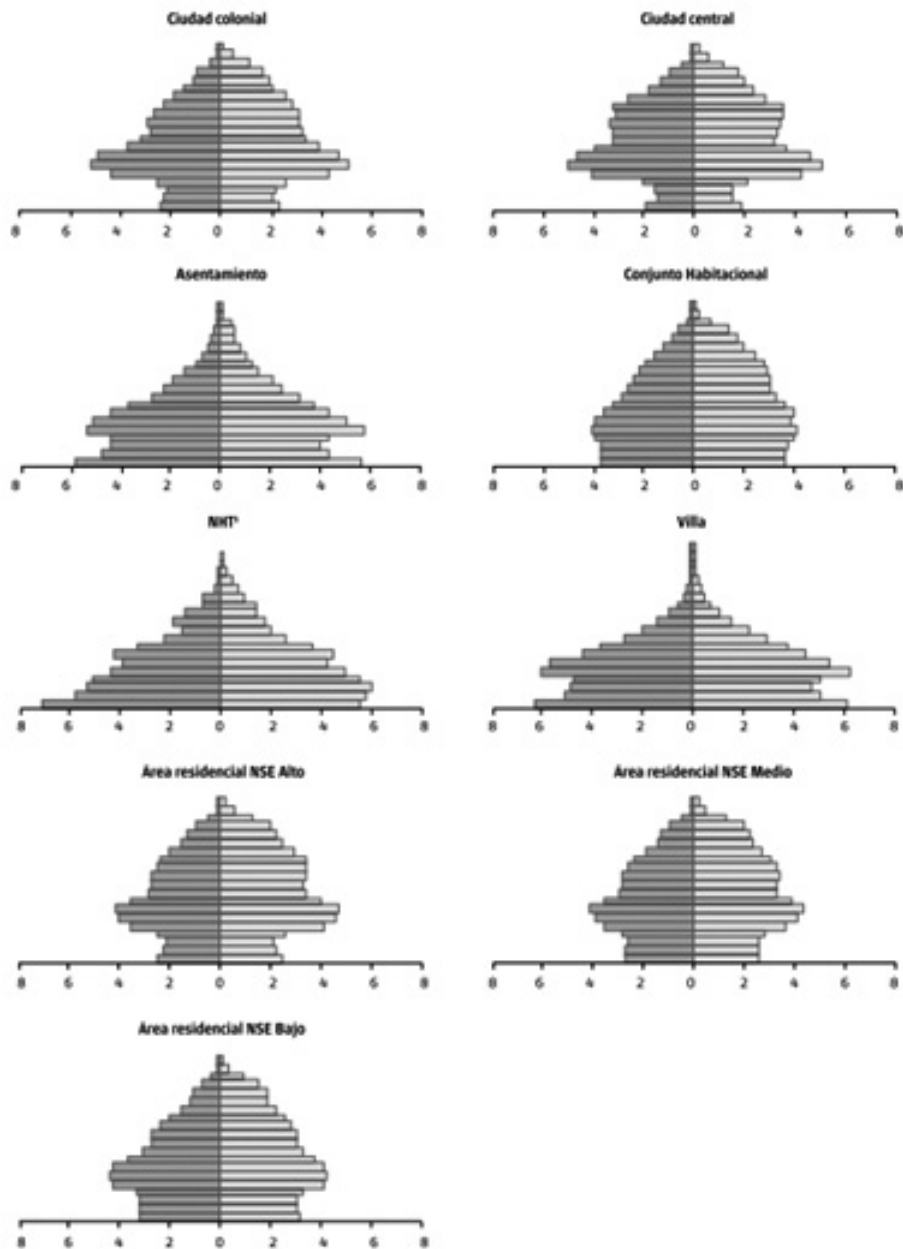 Ciudad colonial
Ciudad central
8 6 4 2 0 2 4 6 8
8 6 4 2 0 2 4 6 8
Asentamiento
Conjunto Habitacional
8 6 4 2 0 2 4 6 8
8 6 4 2 0 2 4 6 8
Villa
8 6 4 2 0 2 4 6 8
8 6 4 2 0 2 4 6 8
Area residencial NSE Alto
Area residencial NSE Medio
8 6 4 2 0 2 4 6 8
8 6 4 2 0 2 4 6 8
Area residencial NSE Bajo
8 6 4 2 0 2 4 6 8